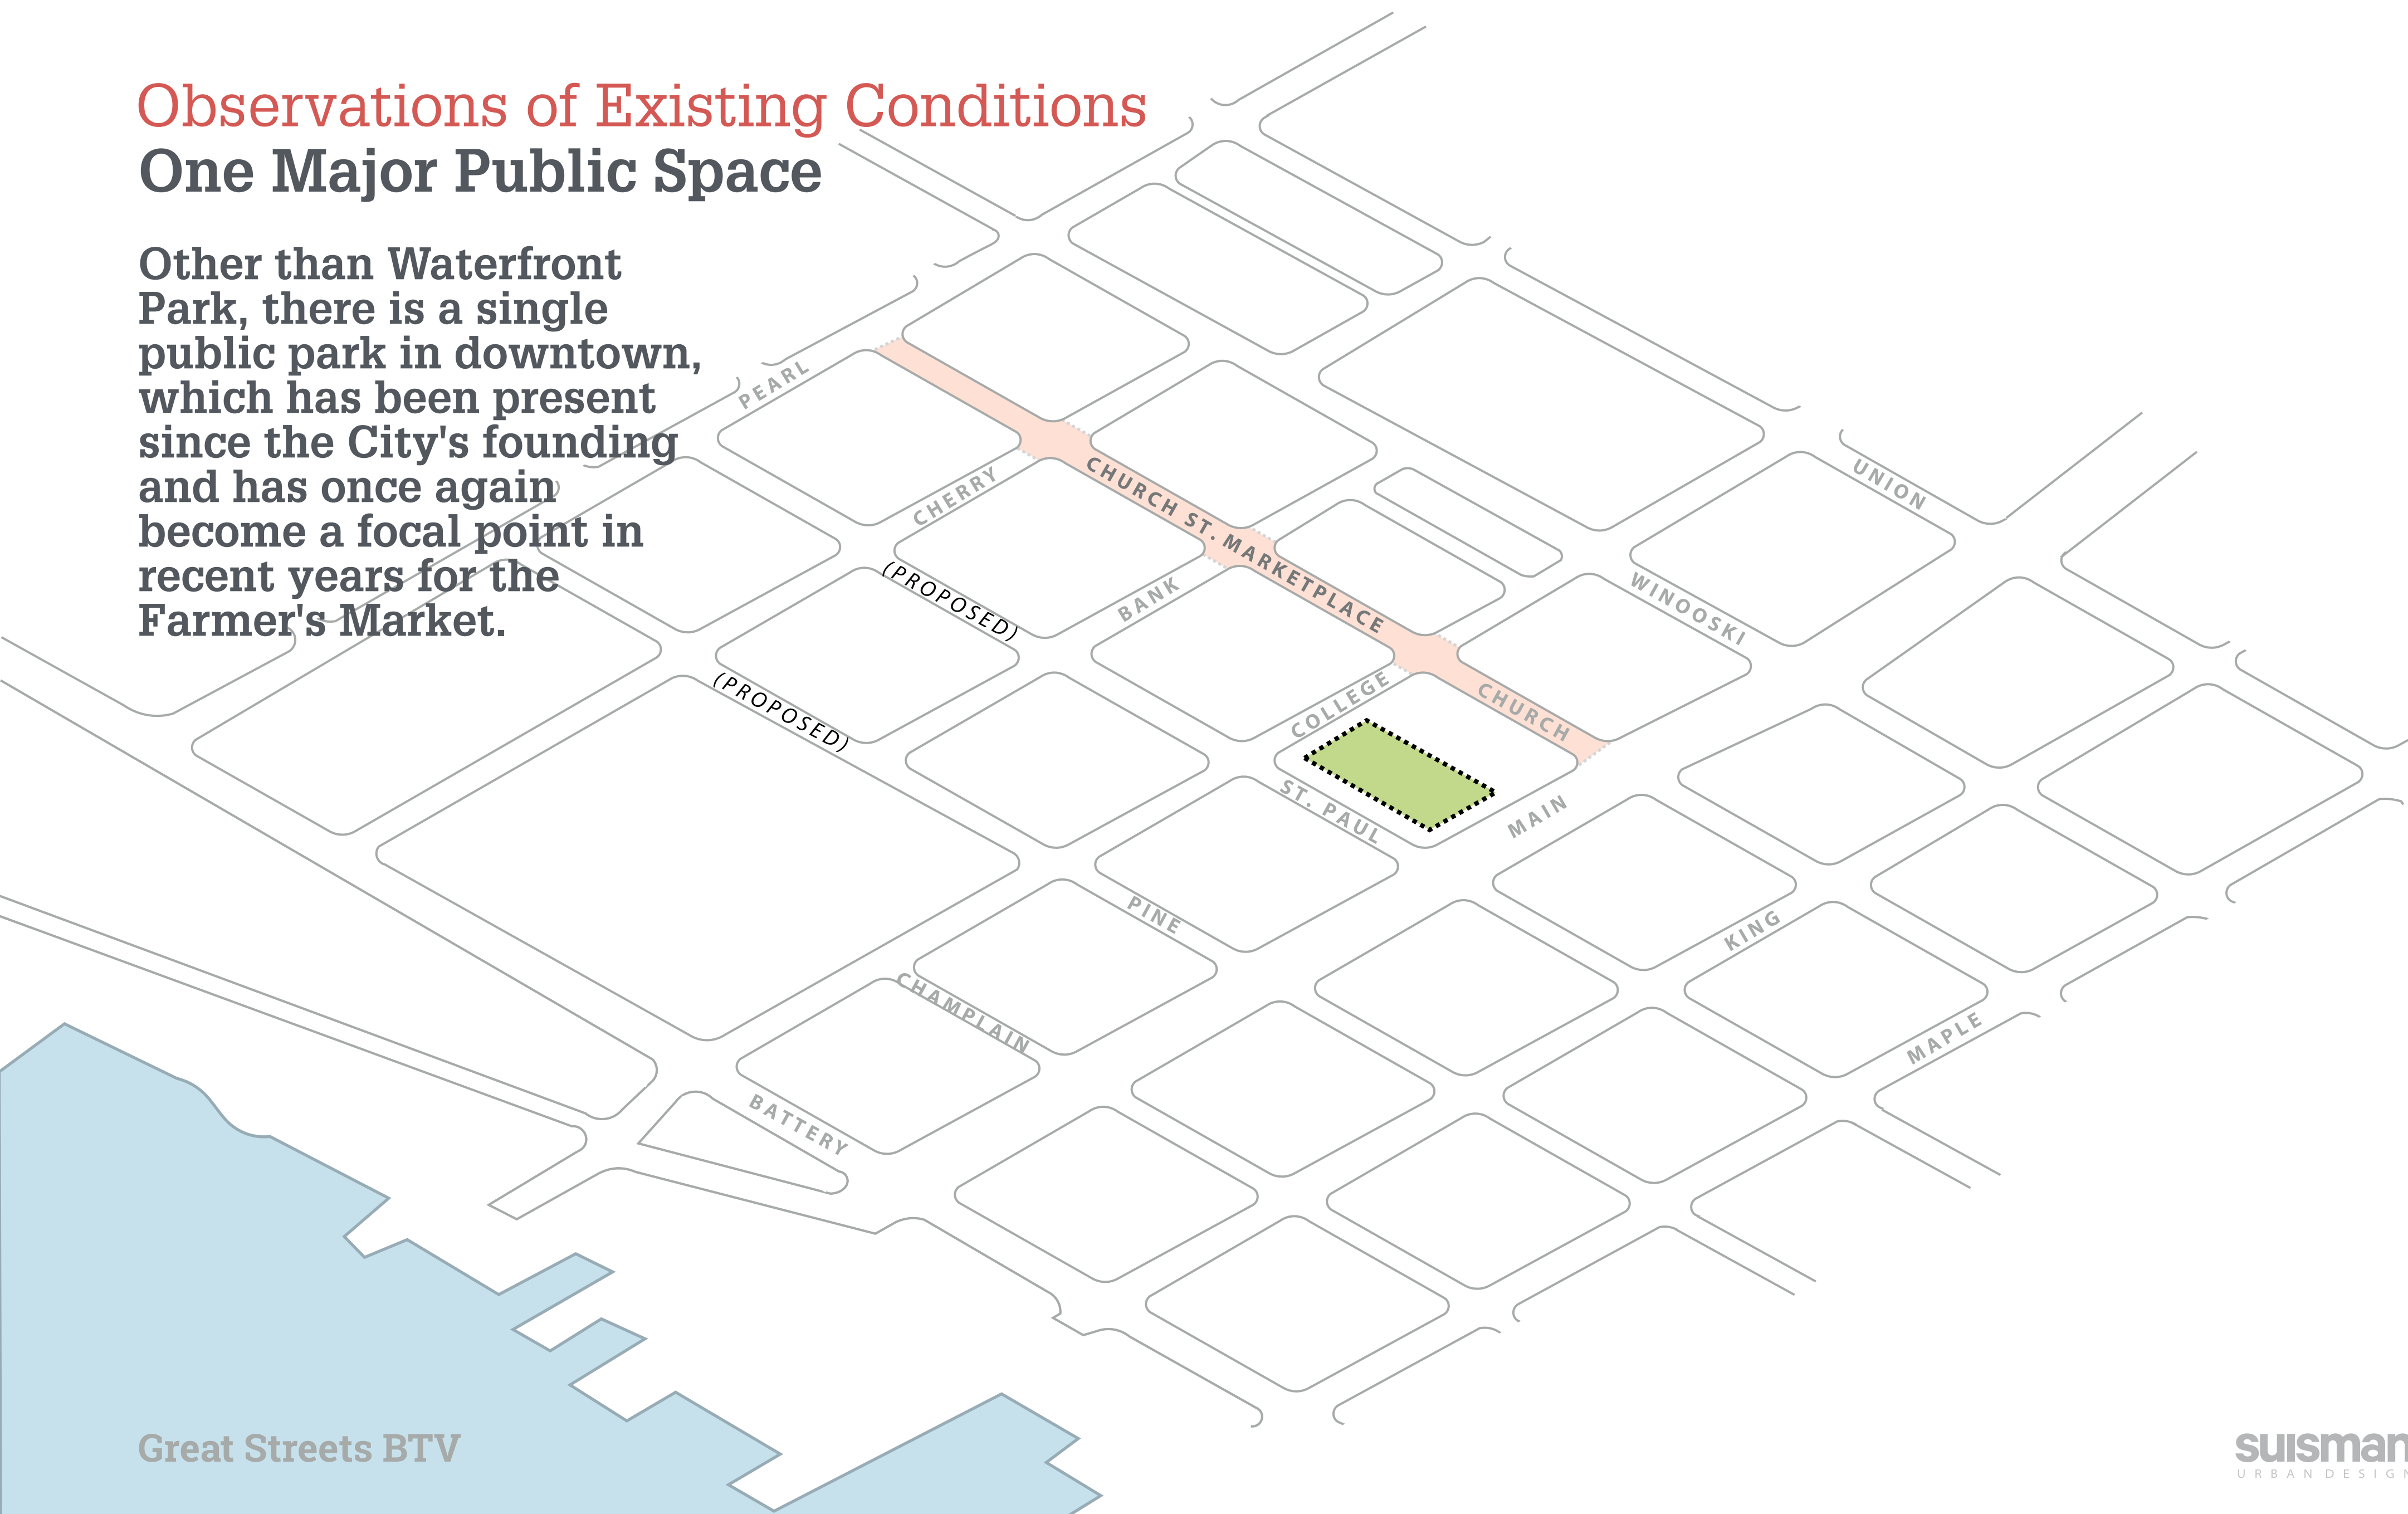 Observations of Existing Conditions
One Major Public Space
Other than Waterfront
Park, there is a single
public park in downtown,
which has been present
since the City's founding
and has once again
become a focal point in
recent years for the
Farmer's Market.
PEARL
CHERRY
(PROPOSED)
(PROPOSED)
BANK
CHURCH ST. MARKETPLACE
COLLEGE
CHURCH
UNION
WINOOSKI
ST. PAUL
MAIN
PINE
KING
CHAMPLAIN
MAPLE
BATTERY
Great Streets BTV
suisman
URBAN DESIGN